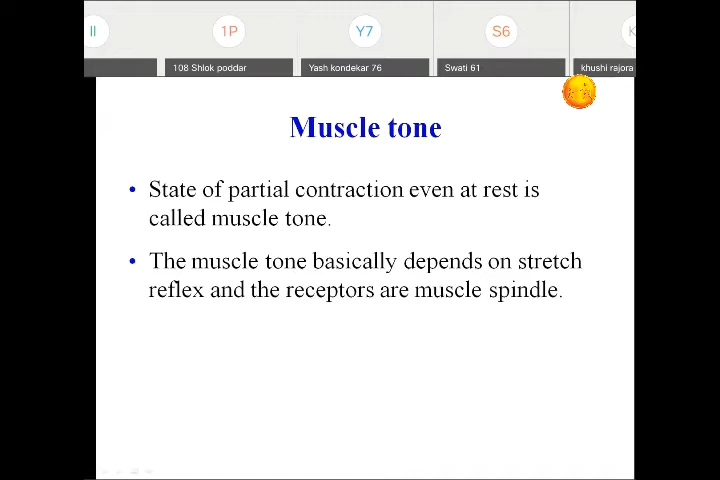 II
1P
Y7
S6
K
108 Shlok poddar
Yash kondekar 76
Swati 61
khushi rajora
Muscle tone
• State of partial contraction even at rest is
called muscle tone.
• The muscle tone basically depends on stretch
reflex and the receptors are muscle spindle.